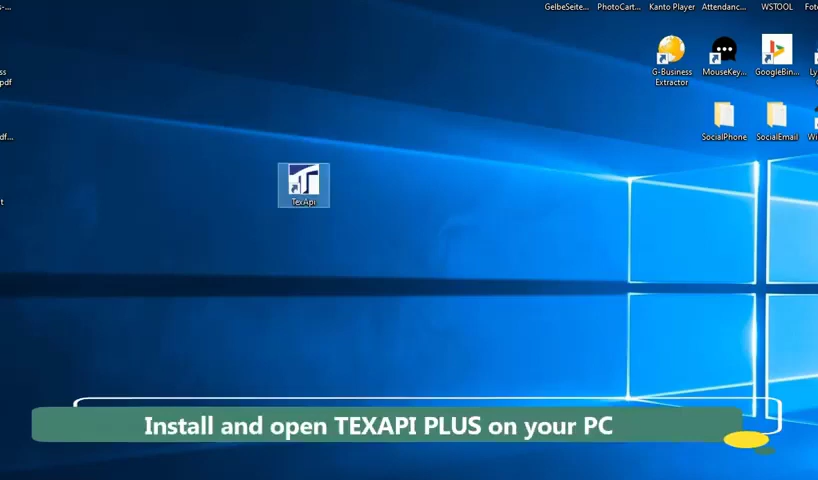 GelbeSeite...
PhotoCart...
Kanto Player
Attendanc...
WSTOOL
G-Business
Extractor
MouseKey...
GoogleBin...
SocialPhone
SocialEmail
TexApi
Install and open TEXAPI PLUS on your PC